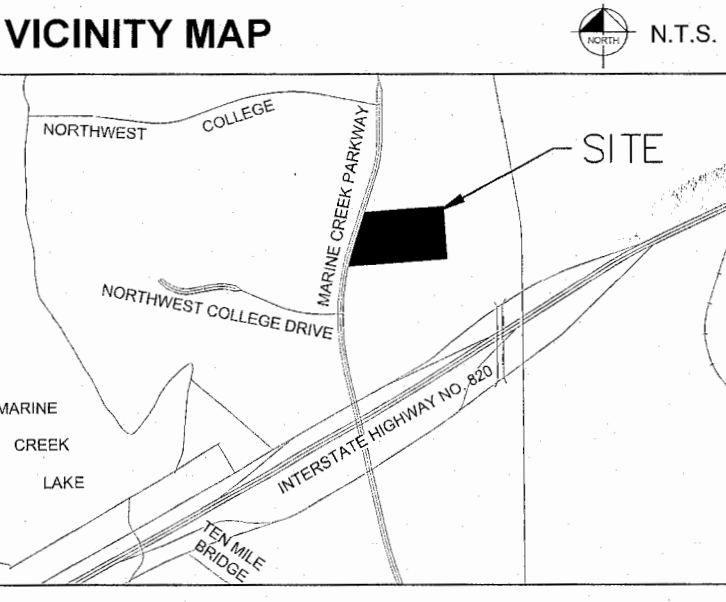 VICINITY MAP
NORTH
N.T.S.
NORTHWEST COLLEGE
MARINE CREEK PARKWAY
SITE
NORTHWEST COLLEGE DRIVE
INTERSTATE HIGHWAY NO. 820
MARINE
CREEK
LAKE
TEN MILE
BRIDGE